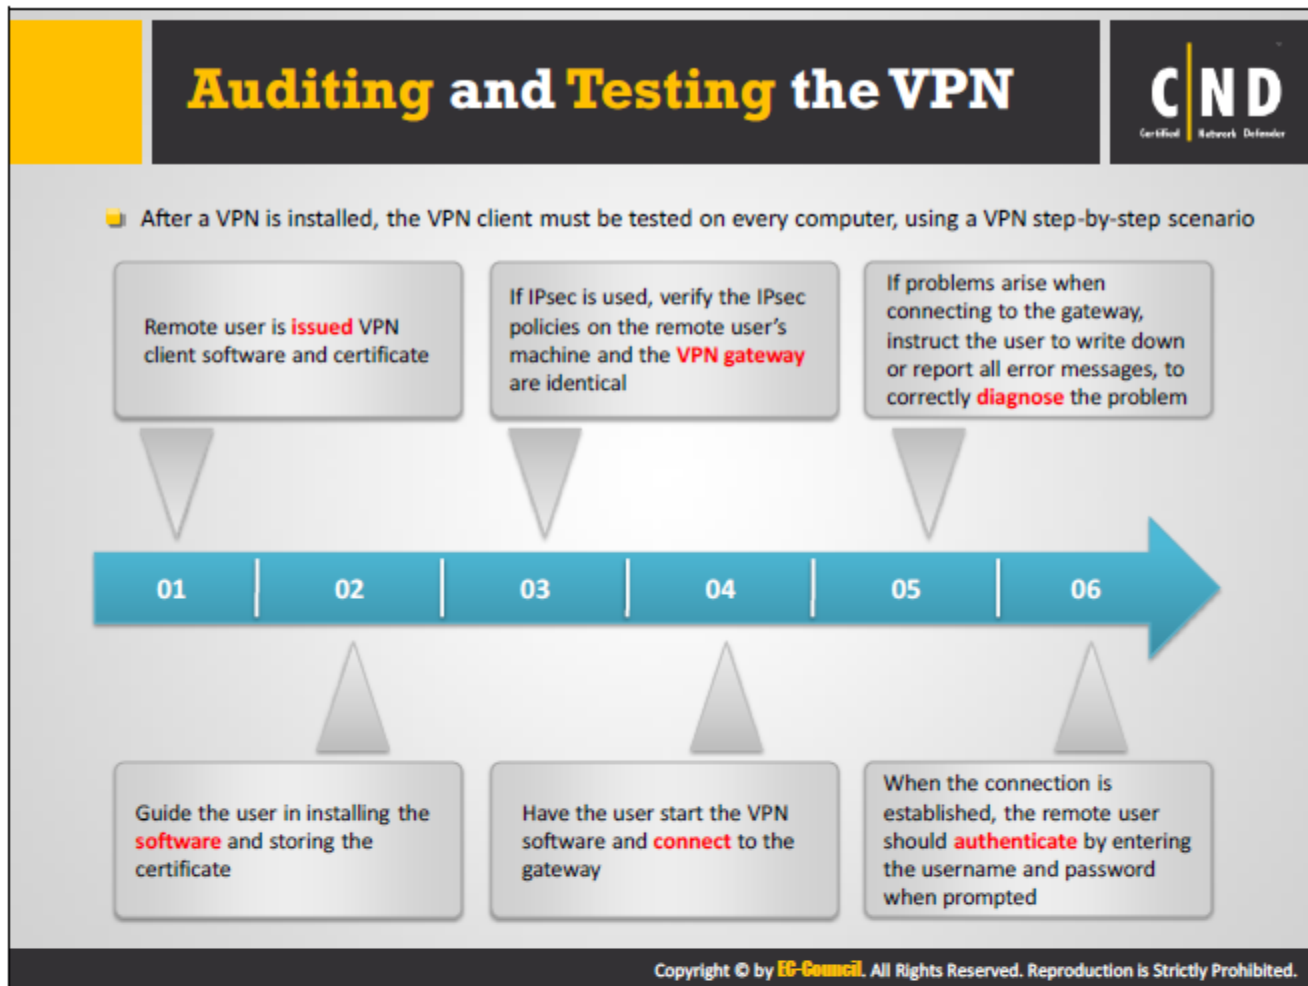 Auditing and Testing the VPN
C|ND
Certified Network Defender
After a VPN is installed, the VPN client must be tested on every computer, using a VPN step-by-step scenario
Remote user is issued VPN
client software and certificate
If IPsec is used, verify the IPsec
policies on the remote user's
machine and the VPN gateway
are identical
If problems arise when
connecting to the gateway,
instruct the user to write down
or report all error messages, to
correctly diagnose the problem
01
02
03
04
05
06
Guide the user in installing the
software and storing the
certificate
Have the user start the VPN
software and connect to the
gateway
When the connection is
established, the remote user
should authenticate by entering
the username and password
when prompted
Copyright © by EC-Council. All Rights Reserved. Reproduction is Strictly Prohibited.